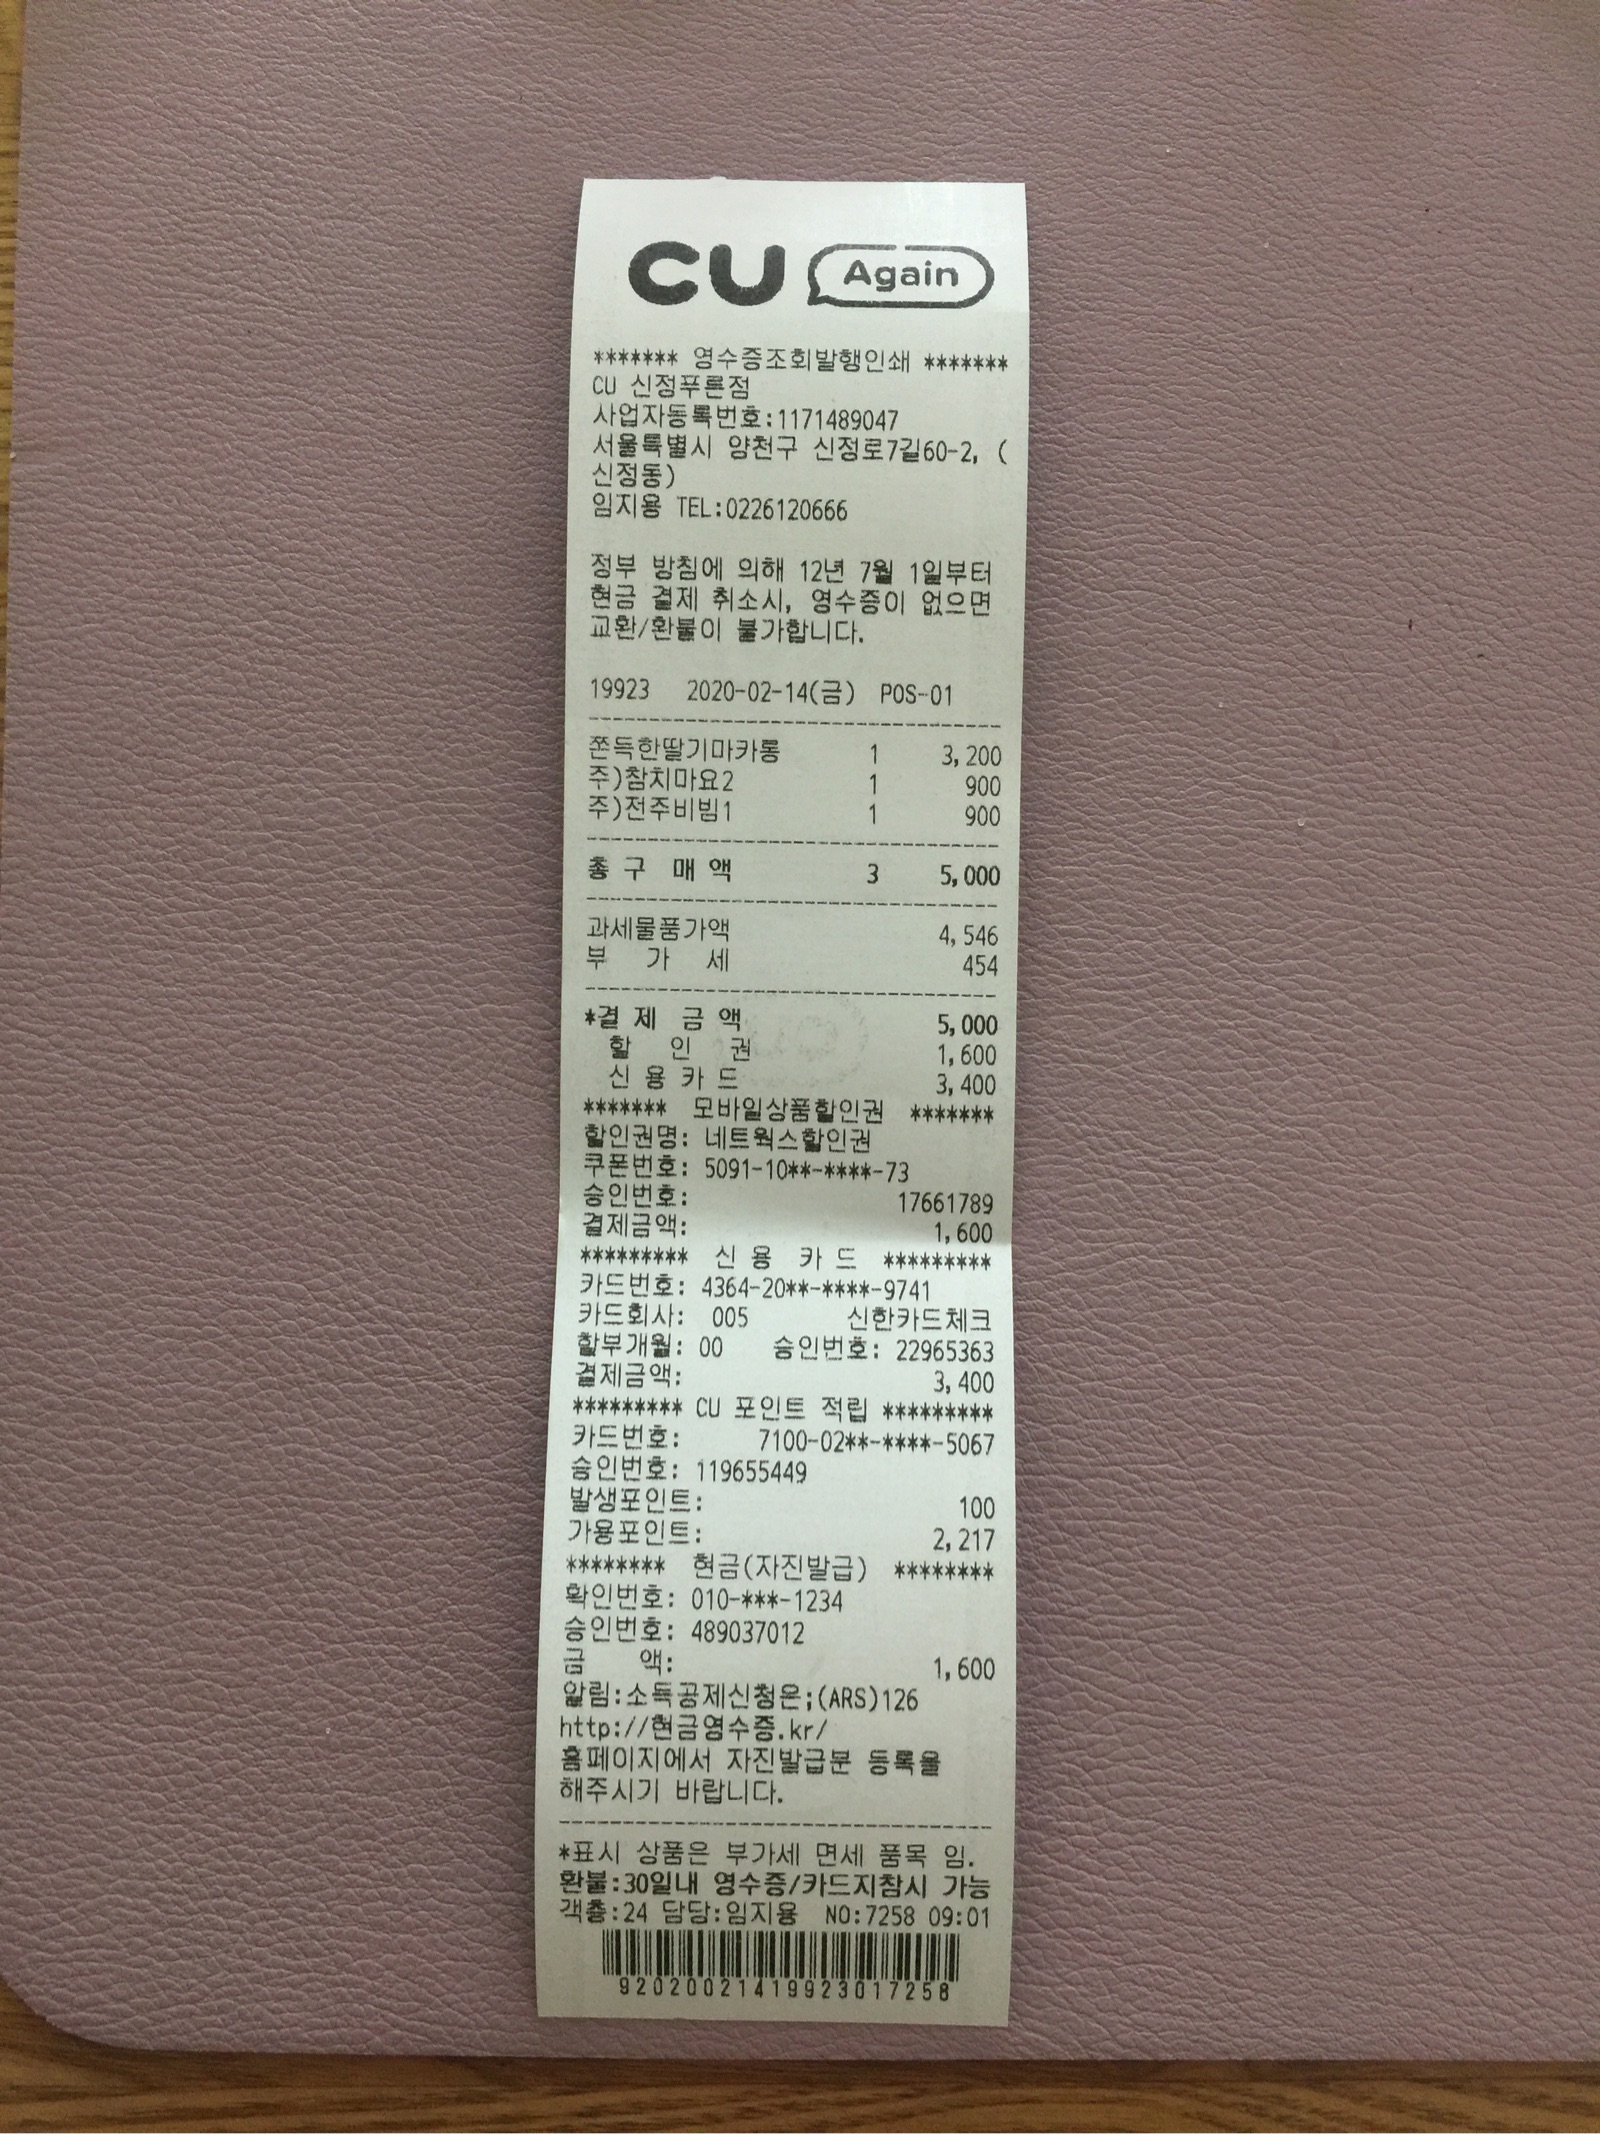 CU Again
******* 영수증조회발행인쇄 *******
CU 신정푸른점
사업자등록번호:1171489047
서울특별시 양천구 신정로7길60-2, (
신정동)
임지용 TEL:0226120666
정부 방침에 의해 12년 7월 1일부터
현금 결제 취소시, 영수증이 없으면
교환/환불이 불가합니다.
19923 2020-02-14(금) POS-01
--------------------------------
쫀득한딸기마카롱 1 3,200
주)참치마요2 1 900
주)전주비빔1 1 900
--------------------------------
총 구 매 액 3 5,000
--------------------------------
과세물품가액 4,546
부 가 세 454
--------------------------------
*결 제 금 액 5,000
할 인 권 1,600
신 용 카 드 3,400
******* 모바일상품할인권 *******
할인권명: 네트웍스할인권
쿠폰번호: 5091-10**-****-73
승인번호: 17661789
결제금액: 1,600
********* 신 용 카 드 *********
카드번호: 4364-20**-****-9741
카드회사: 005 신한카드체크
할부개월: 00 승인번호: 22965363
결제금액: 3,400
********* CU 포인트 적립 *********
카드번호: 7100-02**-****-5067
승인번호: 119655449
발생포인트: 100
가용포인트: 2,217
******** 현금(자진발급) ********
확인번호: 010-***-1234
승인번호: 489037012
금 액: 1,600
알림:소득공제신청은;(ARS)126
http://현금영수증.kr/
홈페이지에서 자진발급분 등록을
해주시기 바랍니다.
--------------------------------
*표시 상품은 부가세 면세 품목 임.
환불:30일내 영수증/카드지참시 가능
객층:24 담당:임지용 NO:7258 09:01
9202002141992301​7258